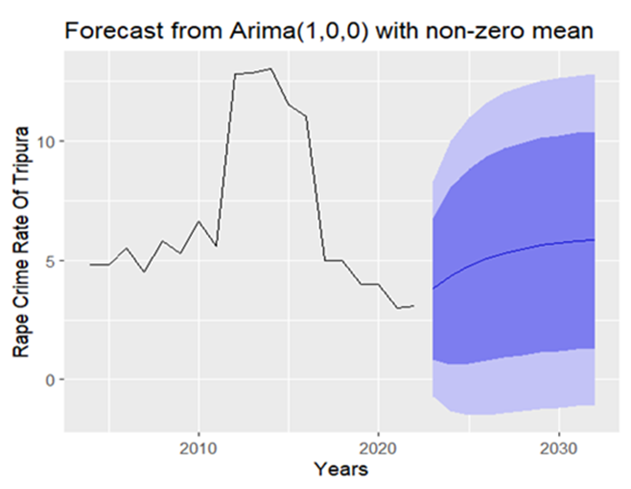 Forecast from Arima(1,0,0) with non-zero mean
Rape Crime Rate Of Tripura
10
5
0
2010 2020 2030
Years